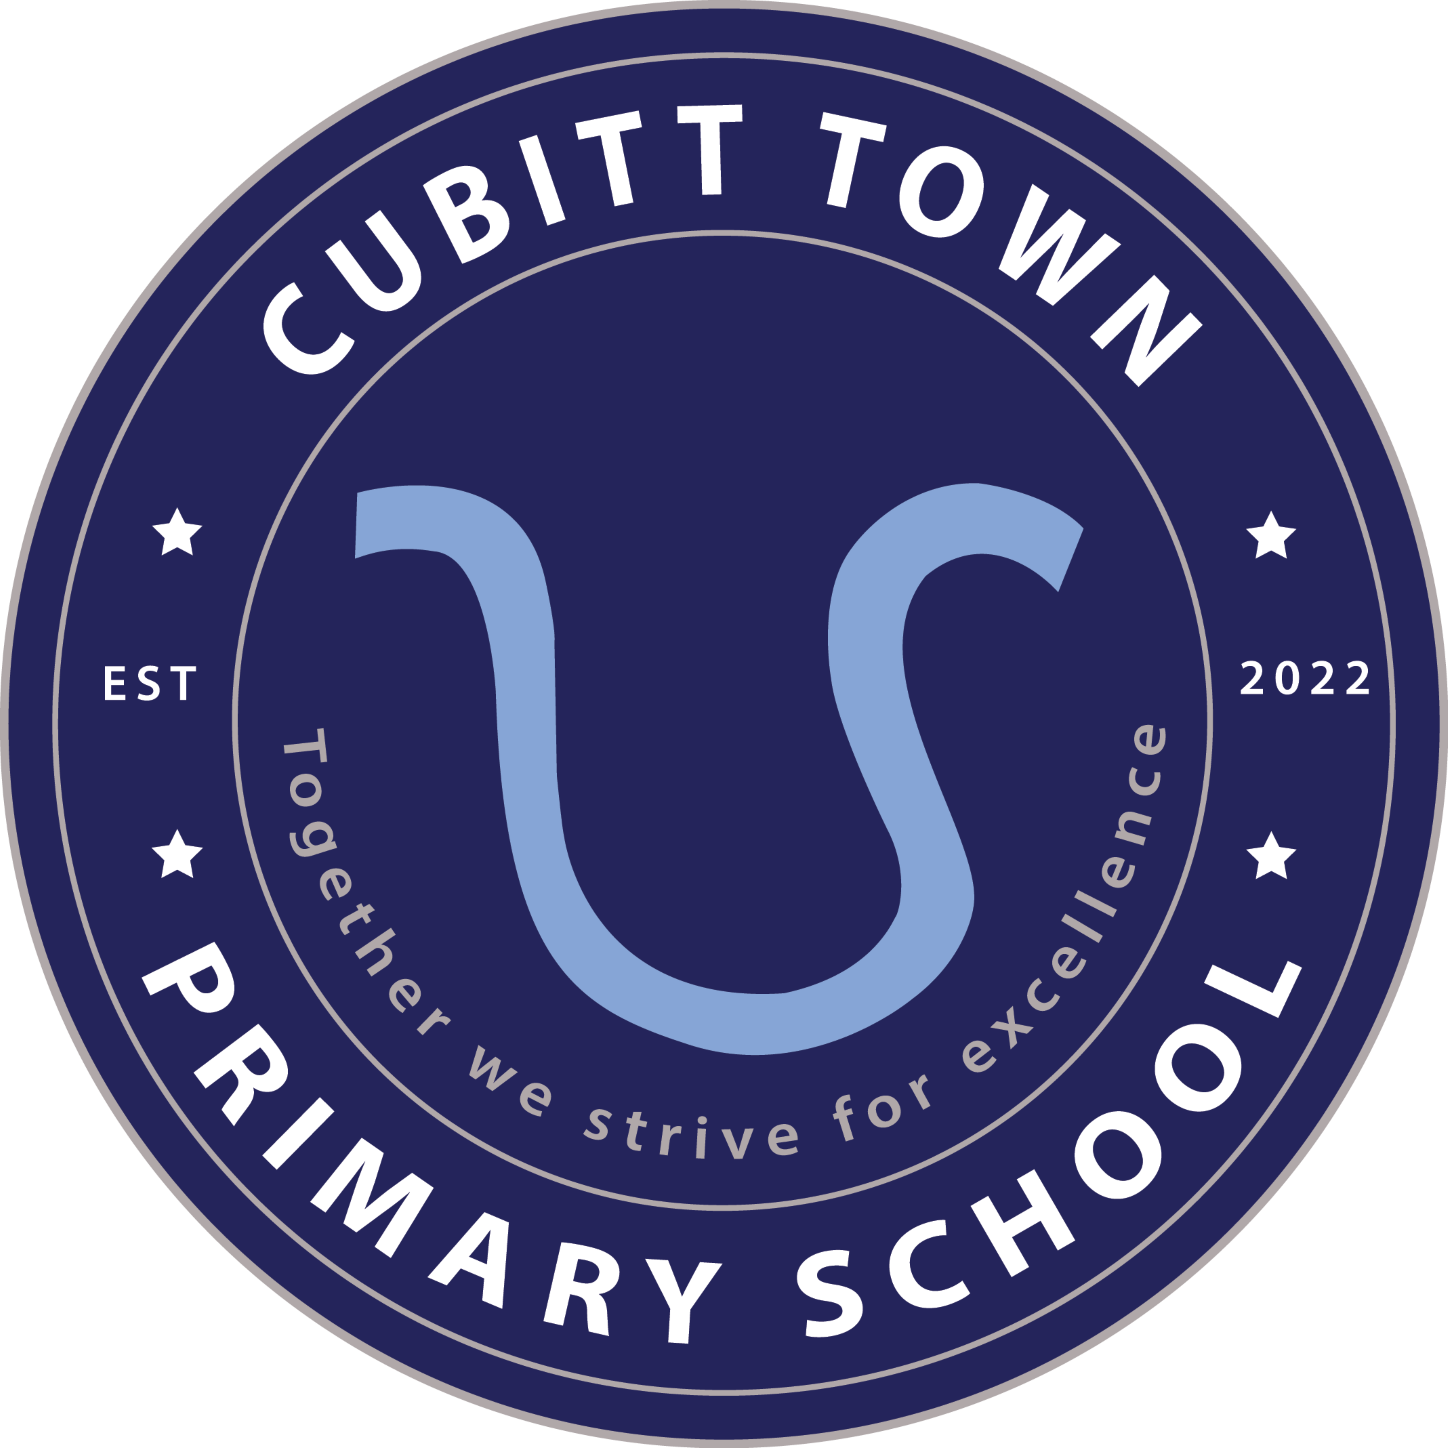 CUBITT TOWN
EST
2022
Together we strive for excellence
PRIMARY SCHOOL